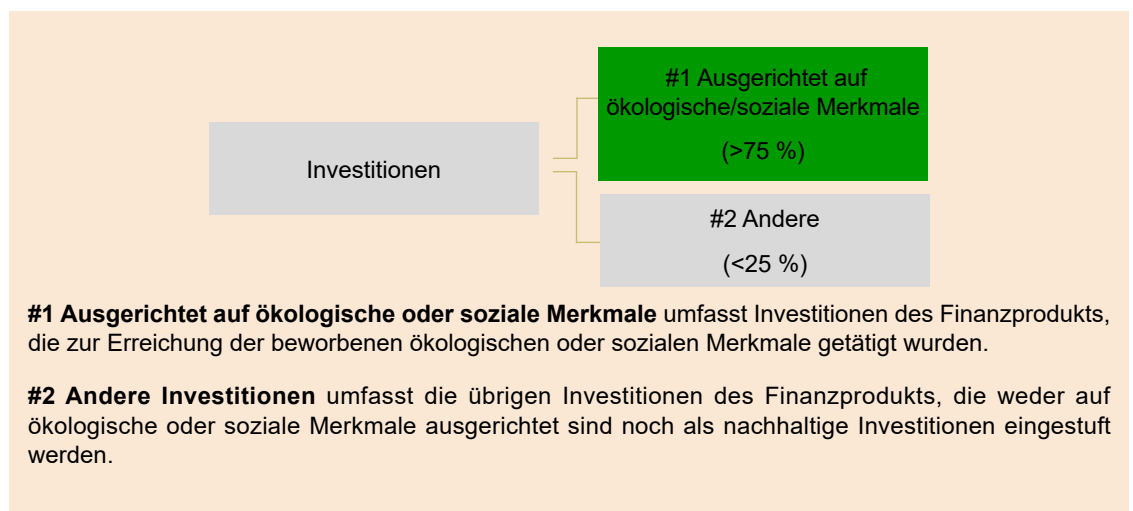 #1 Ausgerichtet auf
ökologische/soziale Merkmale
(>75 %)
Investitionen
#2 Andere
(<25 %)
#1 Ausgerichtet auf ökologische oder soziale Merkmale umfasst Investitionen des Finanzprodukts,
die zur Erreichung der beworbenen ökologischen oder sozialen Merkmale getätigt wurden.
#2 Andere Investitionen umfasst die übrigen Investitionen des Finanzprodukts, die weder auf
ökologische oder soziale Merkmale ausgerichtet sind noch als nachhaltige Investitionen eingestuft
werden.